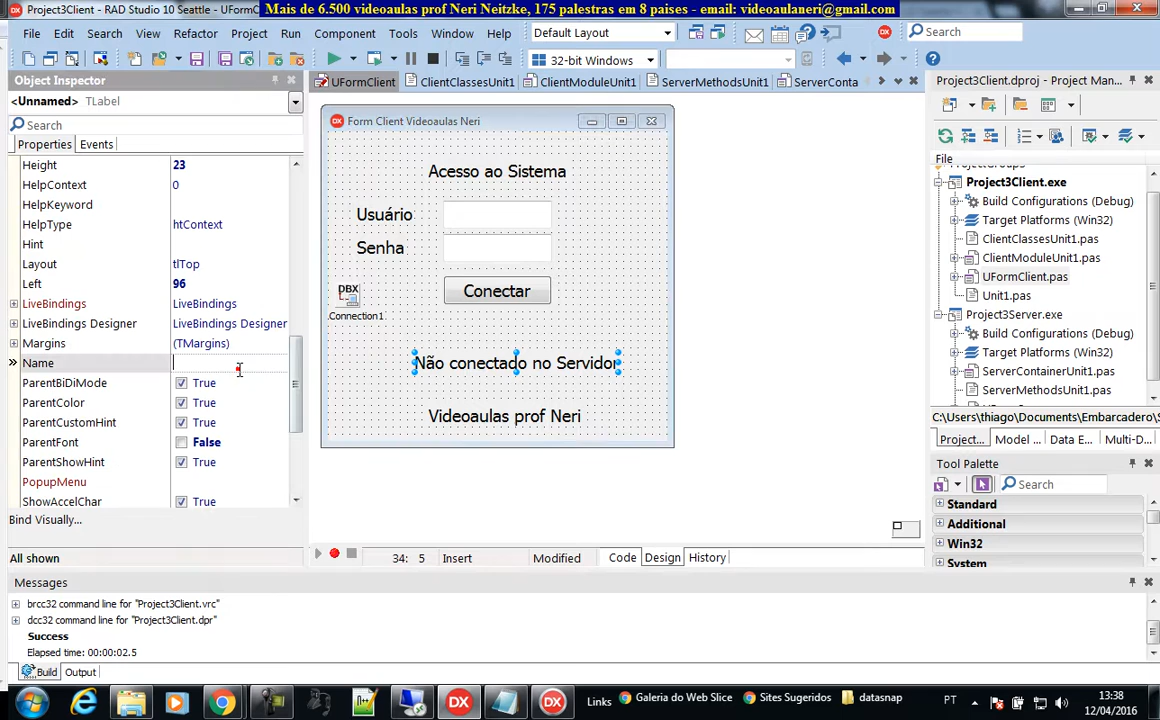 Project3Client - RAD Studio 10 Seattle - UFormClient
Mais de 6.500 videoaulas prof Neri Neitzke, 175 palestras em 8 paises - email: videoaulaneri@gmail.com
File Edit Search View Refactor Project Run Component Tools Window Help
Default Layout
Search
32-bit Windows
Object Inspector
<Unnamed> TLabel
Search
Properties Events
Height 23
HelpContext 0
HelpKeyword
HelpType htContext
Hint
Layout tlTop
Left 96
LiveBindings LiveBindings
LiveBindings Designer LiveBindings Designer
Margins (TMargins)
Name
ParentBiDiMode True
ParentColor True
ParentCustomHint True
ParentFont False
ParentShowHint True
PopupMenu
ShowAccelChar True
Bind Visually...
All shown
UFormClient ClientClassesUnit1 ClientModuleUnit1 ServerMethodsUnit1 ServerConta
Form Client Videoaulas Neri
Acesso ao Sistema
Usuário
Senha
Conectar
DBX
Connection1
Não conectado no Servidor
Videoaulas prof Neri
34: 5 Insert Modified Code Design History
Project3Client.dproj - Project Man...
File
ProjectGroup3
Project3Client.exe
Build Configurations (Debug)
Target Platforms (Win32)
ClientClassesUnit1.pas
ClientModuleUnit1.pas
UFormClient.pas
Unit1.pas
Project3Server.exe
Build Configurations (Debug)
Target Platforms (Win32)
ServerContainerUnit1.pas
ServerMethodsUnit1.pas
C:\Users\thiago\Documents\Embarcadero\S
Project... Model ... Data E... Multi-D...
Tool Palette
Search
Standard
Additional
Win32
System
Messages
brcc32 command line for "Project3Client.vrc"
dcc32 command line for "Project3Client.dpr"
Success
Elapsed time: 00:00:02.5
Build Output
Links Galeria do Web Slice Sites Sugeridos datasnap PT
13:38
12/04/2016